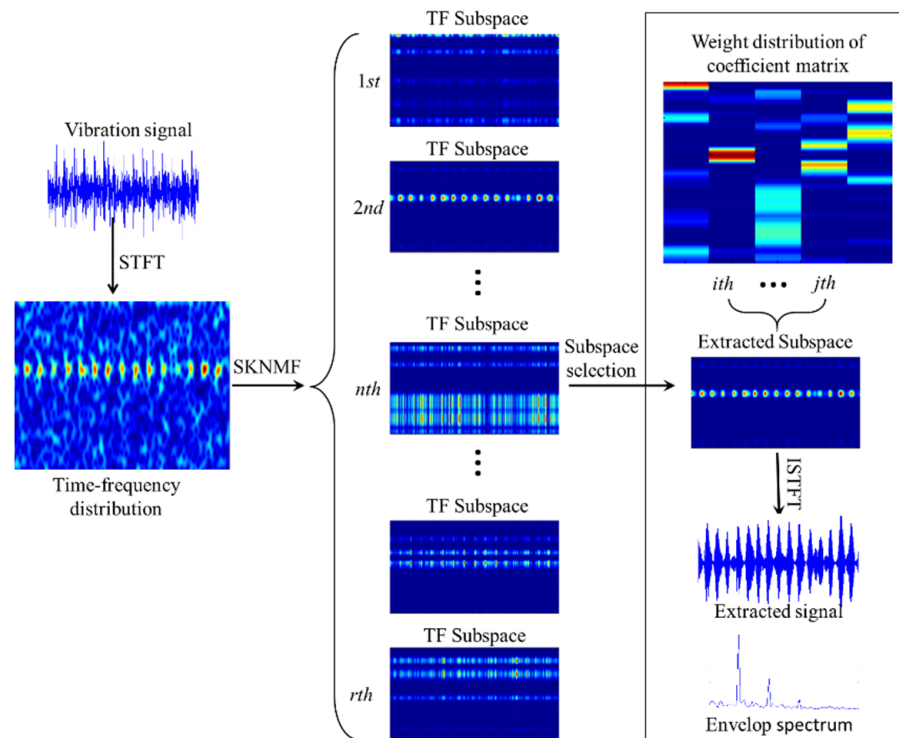 Vibration signal
STFT
Time-frequency
distribution
SKNMF
TF Subspace
1st
TF Subspace
2nd
TF Subspace
nth
TF Subspace
TF Subspace
rth
Subspace
selection
Weight distribution of
coefficient matrix
ith
jth
Extracted Subspace
ISTFT
Extracted signal
Envelop spectrum